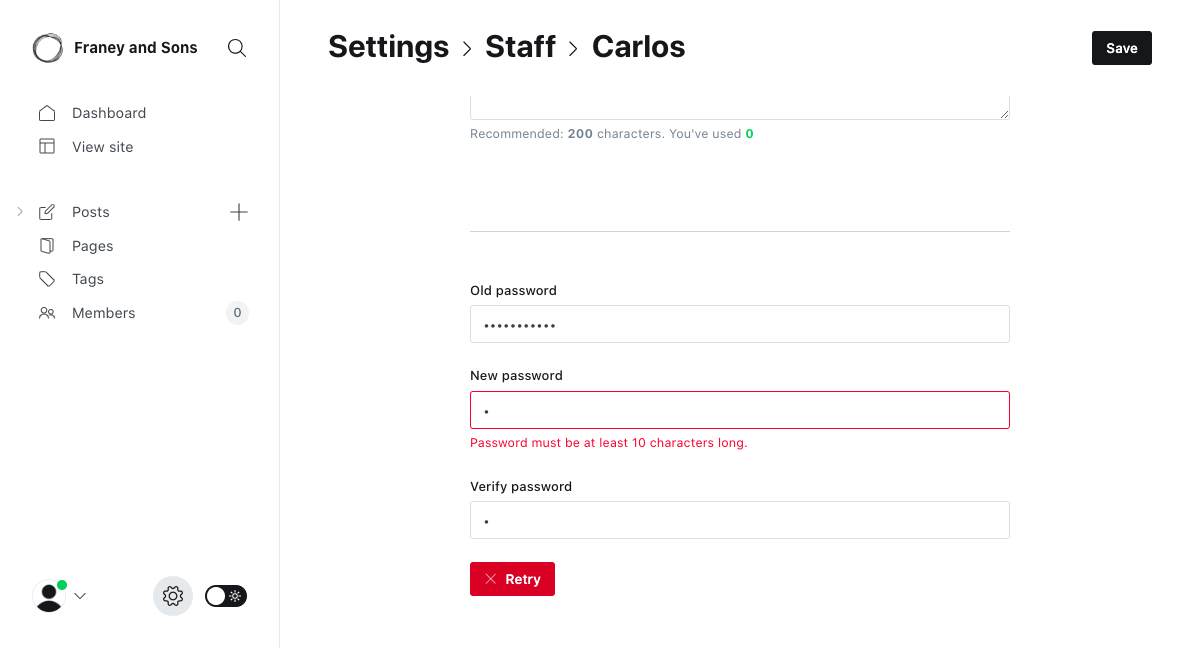 Franey and Sons
Settings > Staff > Carlos
Save
Dashboard
View site
Posts
Pages
Tags
Members 0
Recommended: 200 characters. You've used 0
Old password
•••••••••••
New password
•
Password must be at least 10 characters long.
Verify password
•
Retry